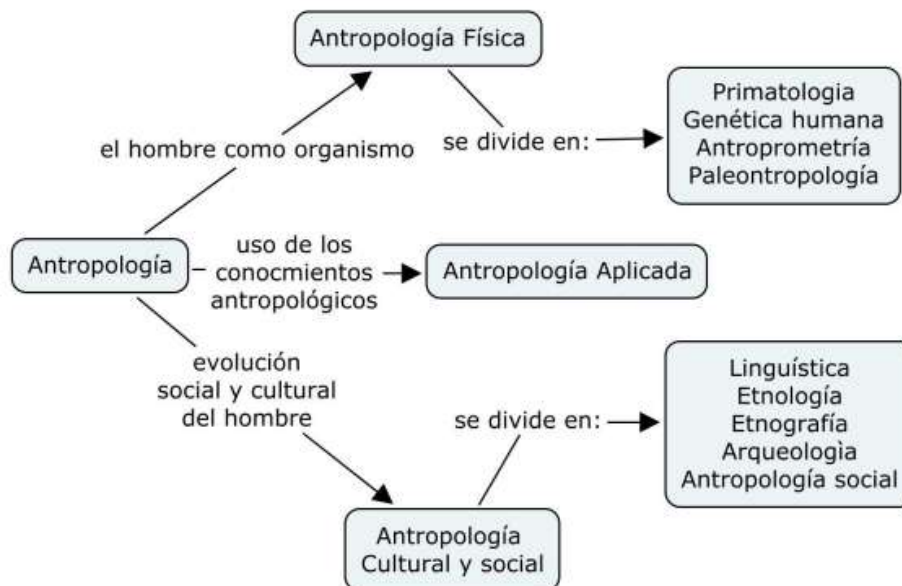 Antropología Física
el hombre como organismo
se divide en:
Primatologia
Genética humana
Antroprometría
Paleontropología
Antropología
uso de los
conocmientos
antropológicos
Antropología Aplicada
evolución
social y cultural
del hombre
se divide en:
Linguística
Etnología
Etnografía
Arqueologìa
Antropología social
Antropología
Cultural y social